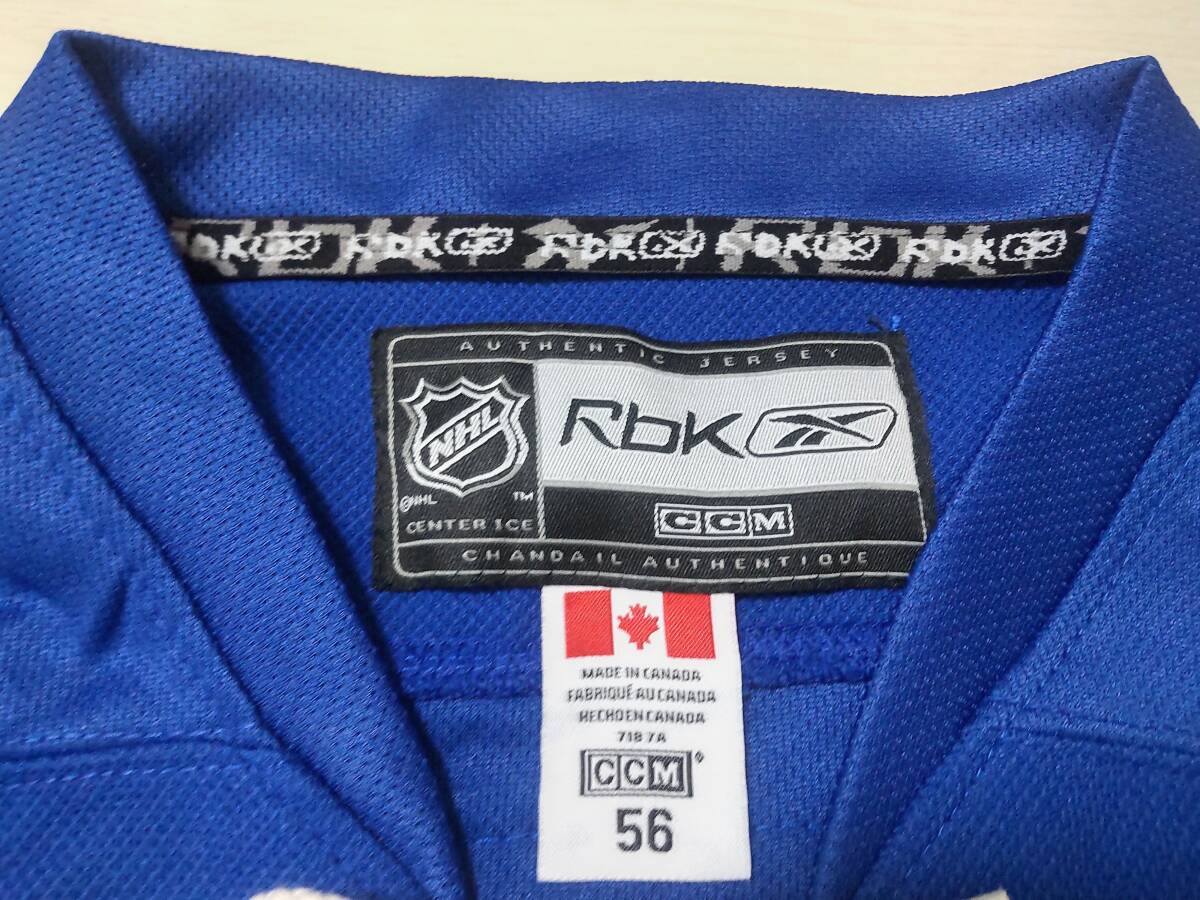 RbK RbK RbK RbK RbK
AUTHENTIC JERSEY
NHL
RbK
©NHL ™
CENTER ICE
CCM
CHANDAIL AUTHENTIQUE
MADE IN CANADA
FABRIQUÉ AU CANADA
HECHO EN CANADA
718 7A
CCM®
56